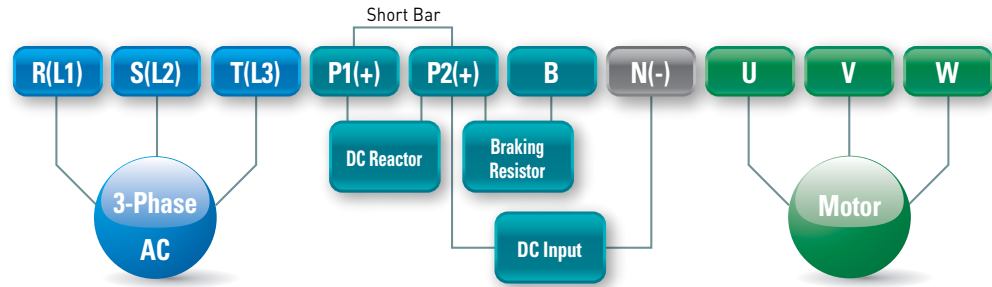 Short Bar
R(L1) S(L2) T(L3) P1(+) P2(+) B N(-) U V W
DC Reactor
Braking
Resistor
3-Phase
AC
DC Input
Motor